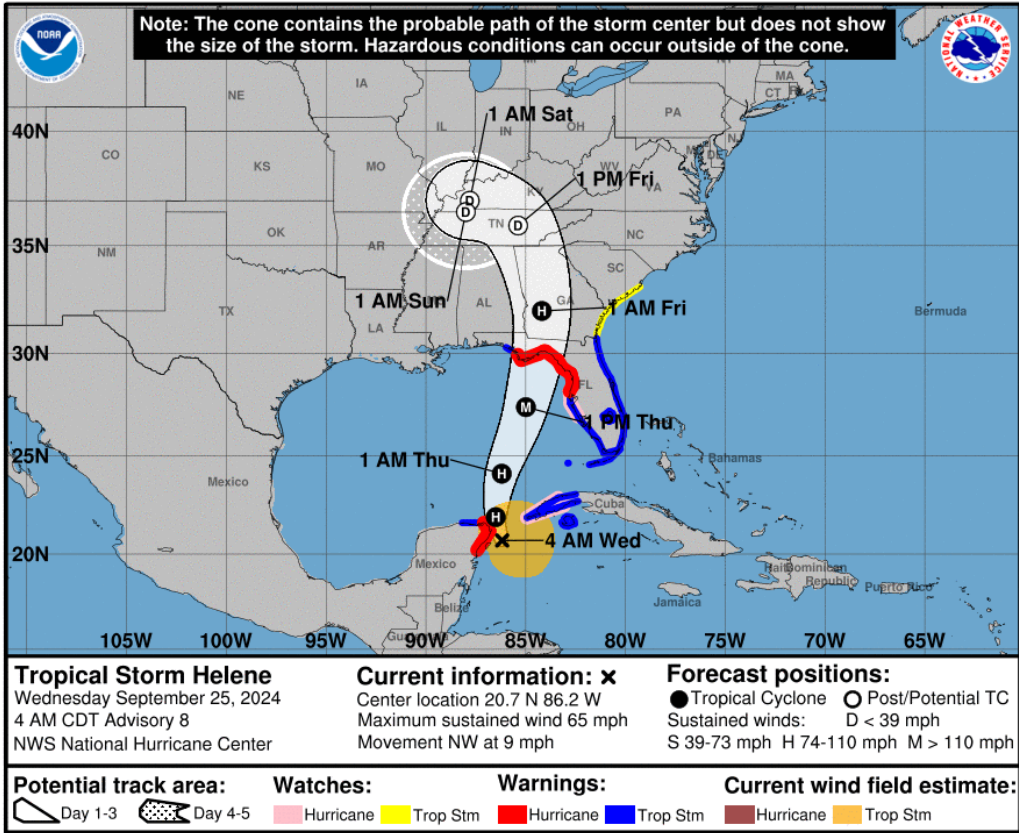 Note: The cone contains the probable path of the storm center but does not show
the size of the storm. Hazardous conditions can occur outside of the cone.
NOAA
NATIONAL WEATHER SERVICE
NE
IA
IL
IN
OH
PA
MA
CT
NJ
DE
40N
CO
KS
MO
WV
VA
KY
1 AM Sat
1 PM Fri
D
D
D
TN
NC
NM
OK
AR
35N
SC
1 AM Sun
AL
GA
H
1 AM Fri
TX
LA
Bermuda
30N
FL
M
1 PM Thu
25N
1 AM Thu
H
Bahamas
Mexico
H
Cuba
4 AM Wed
20N
Mexico
Haiti
Dominican
Republic
Puerto Rico
Belize
Jamaica
105W
100W
95W
90W
85W
80W
75W
70W
65W
Tropical Storm Helene
Wednesday September 25, 2024
4 AM CDT Advisory 8
NWS National Hurricane Center
Current information: ✕
Center location 20.7 N 86.2 W
Maximum sustained wind 65 mph
Movement NW at 9 mph
Forecast positions:
Tropical Cyclone Post/Potential TC
Sustained winds: D < 39 mph
S 39-73 mph H 74-110 mph M > 110 mph
Potential track area:
Day 1-3 Day 4-5
Watches:
Hurricane Trop Stm
Warnings:
Hurricane Trop Stm
Current wind field estimate:
Hurricane Trop Stm